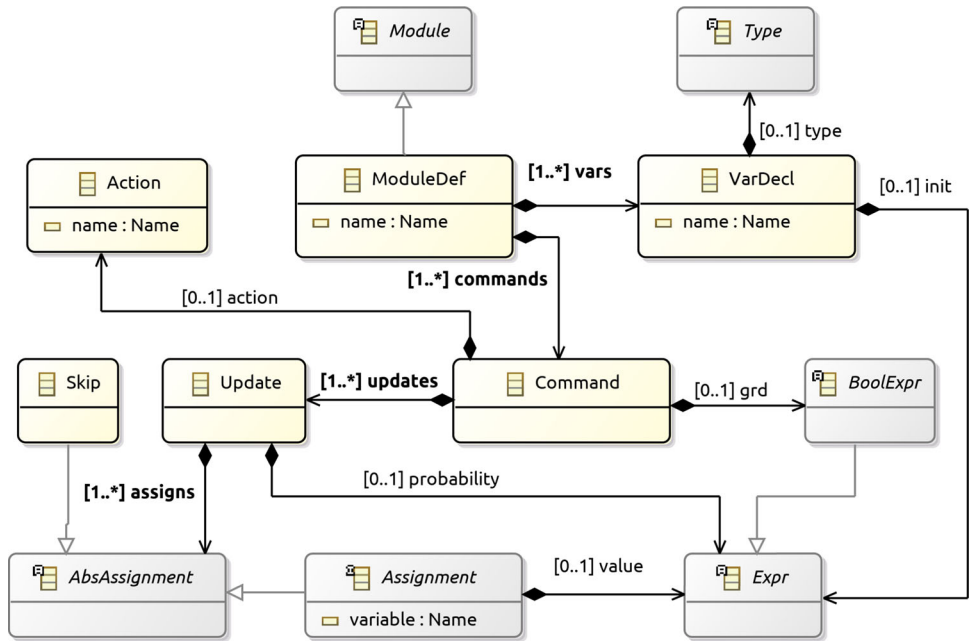 Module
Type
[0..1] type
Action
name : Name
ModuleDef
name : Name
[1..*] vars
VarDecl
name : Name
[0..1] init
[1..*] commands
[0..1] action
Skip
Update
[1..*] updates
Command
[0..1] grd
BoolExpr
[1..*] assigns
[0..1] probability
AbsAssignment
Assignment
variable : Name
[0..1] value
Expr